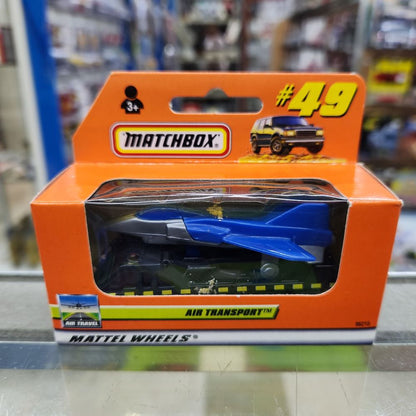 #49
3+
MATCHBOX®
AIR TRANSPORT™
AIR TRAVEL
MATTEL WHEELS®